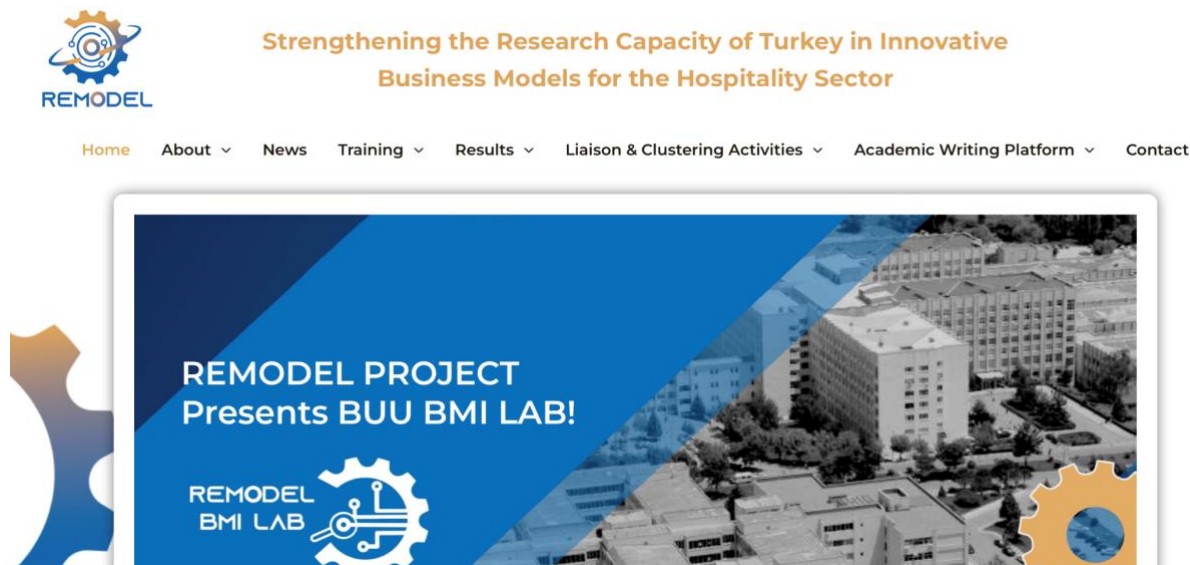 REMODEL
Strengthening the Research Capacity of Turkey in Innovative
Business Models for the Hospitality Sector
Home About News Training Results Liaison & Clustering Activities Academic Writing Platform Contact
REMODEL PROJECT
Presents BUU BMI LAB!
REMODEL
BMI LAB